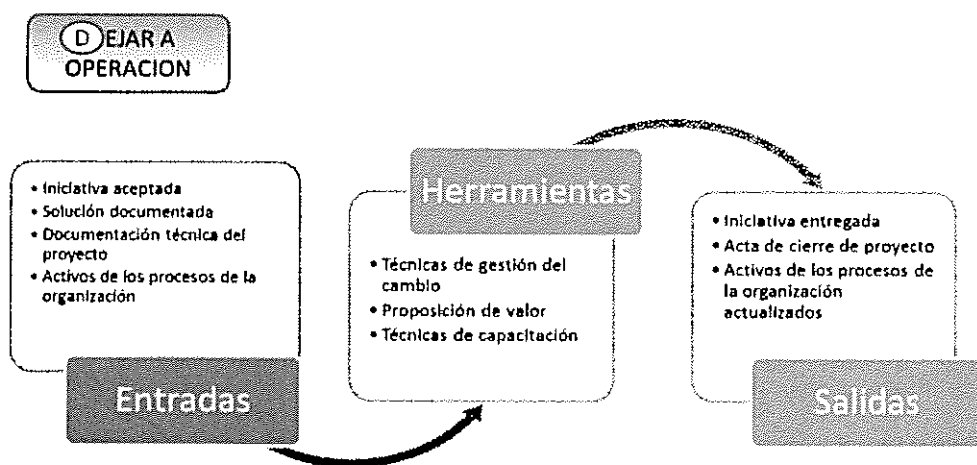 DEJAR A
OPERACION
• Iniciativa aceptada
• Solución documentada
• Documentación técnica del
proyecto
• Activos de los procesos de la
organización
Entradas
Herramientas
• Técnicas de gestión del
cambio
• Proposición de valor
• Técnicas de capacitación
• Iniciativa entregada
• Acta de cierre de proyecto
• Activos de los procesos de
la organización
actualizados
Salidas